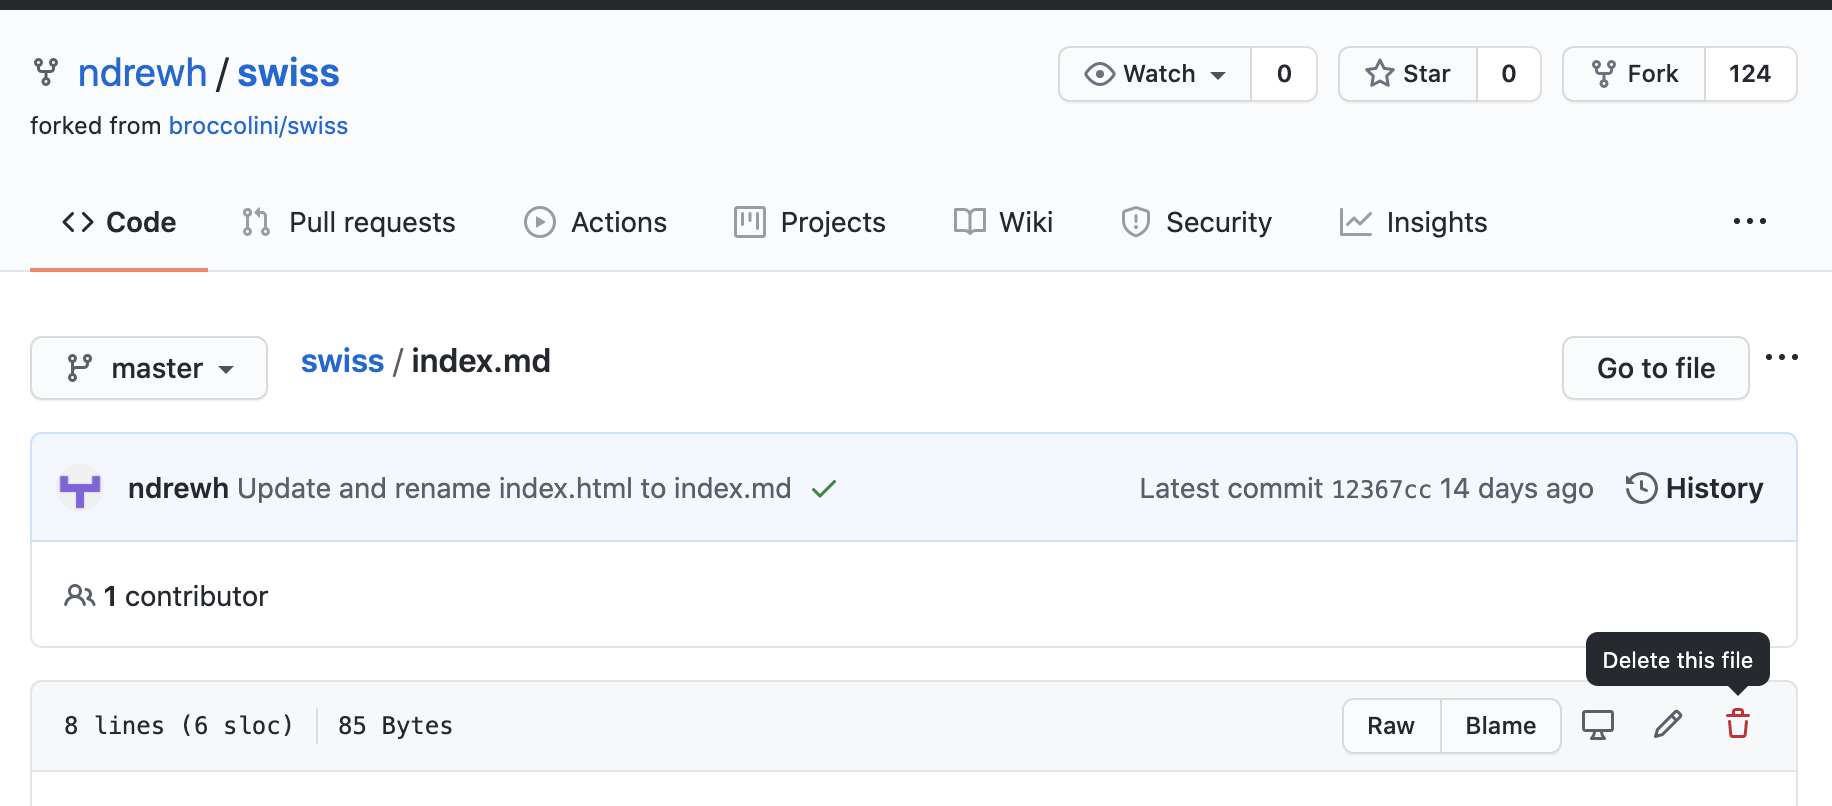 ndrewh / swiss
Watch 0 Star 0 Fork 124
forked from broccolini/swiss
Code Pull requests Actions Projects Wiki Security Insights
master swiss / index.md Go to file
ndrewh Update and rename index.html to index.md Latest commit 12367cc 14 days ago History
1 contributor
Delete this file
8 lines (6 sloc) 85 Bytes Raw Blame